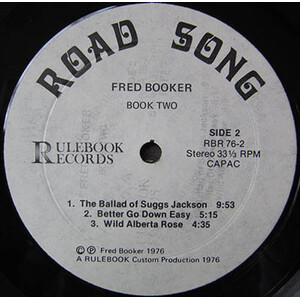 ROAD SONG
FRED BOOKER
BOOK TWO
RULEBOOK
RECORDS
SIDE 2
RBR 76-2
Stereo 33⅓ RPM
CAPAC
1. The Ballad of Suggs Jackson 9:53
2. Better Go Down Easy 5:15
3. Wild Alberta Rose 4:35
© Ⓟ Fred Booker 1976
A RULEBOOK Custom Production 1976